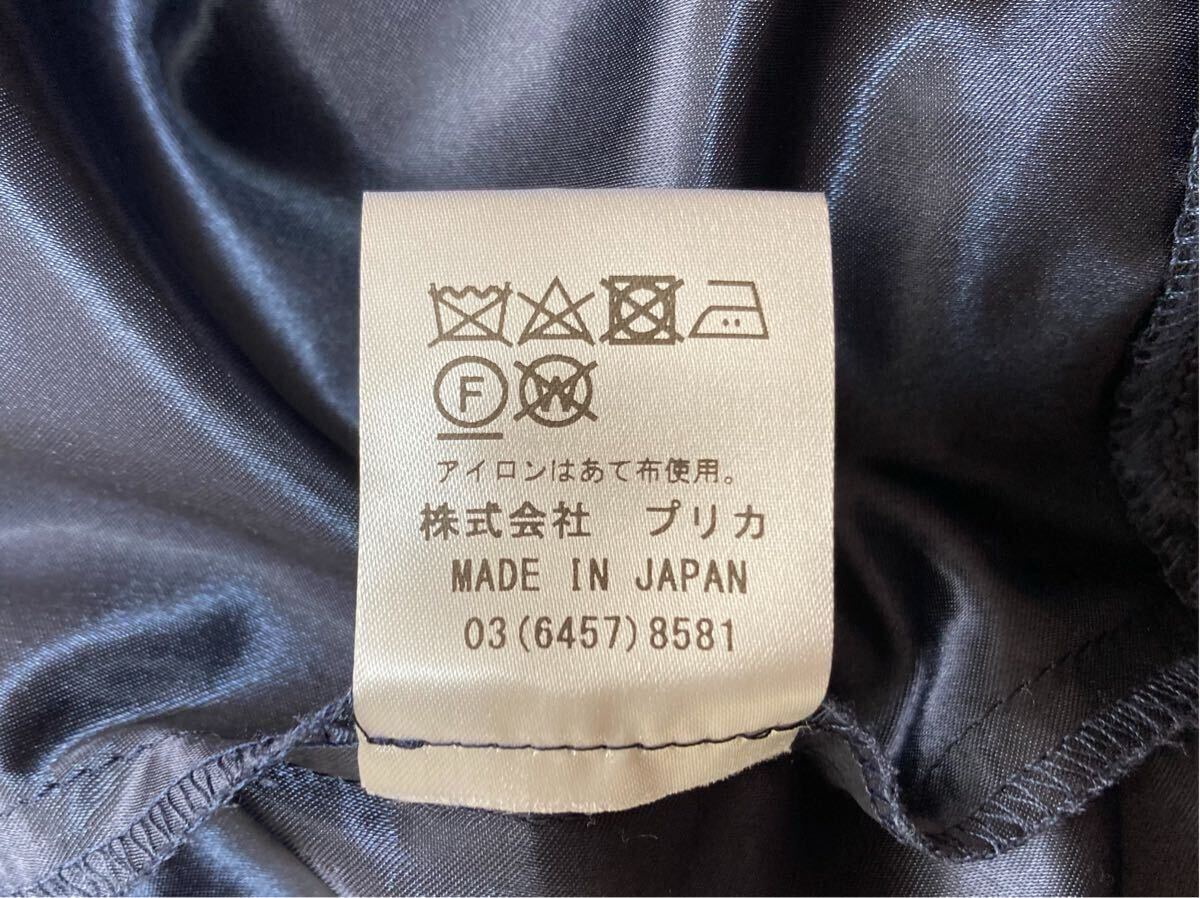 F W
アイロンはあて布使用。
株式会社 プリカ
MADE IN JAPAN
03(6457)8581